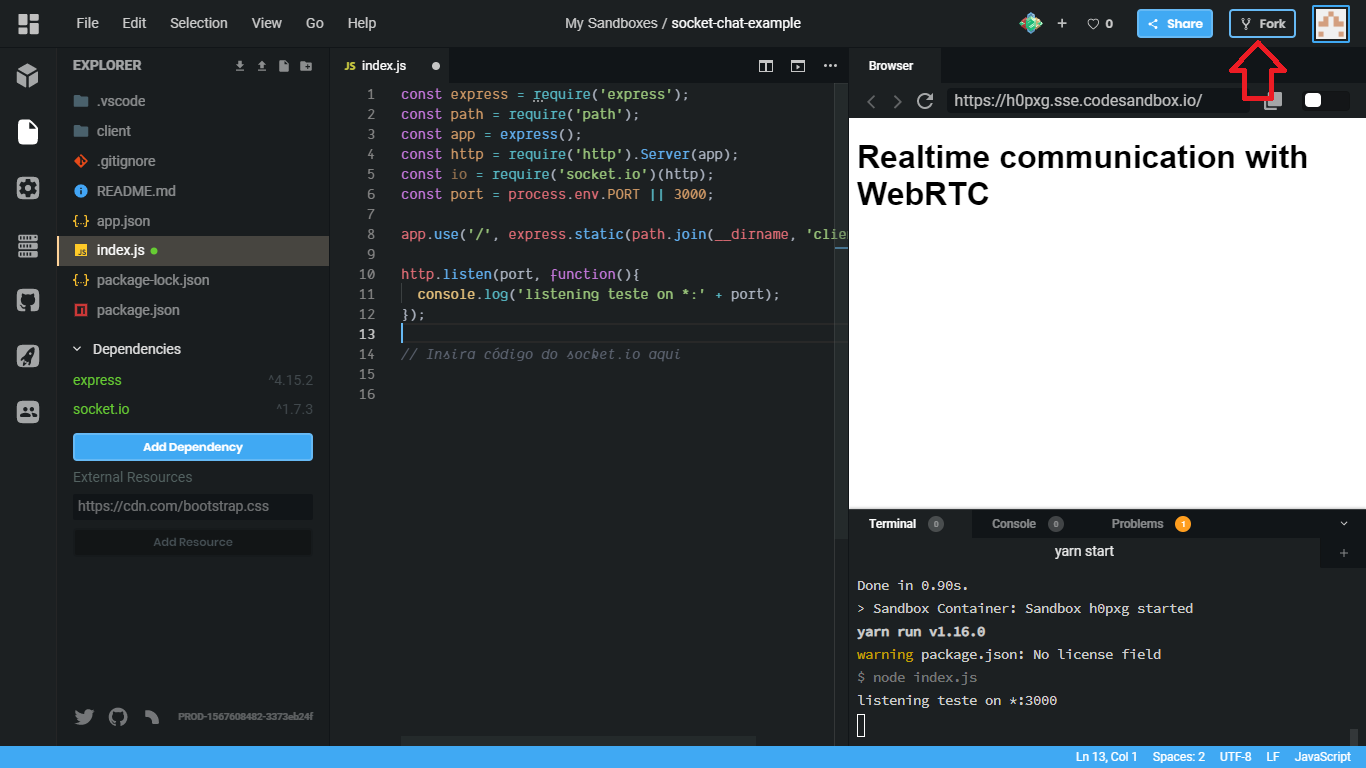 File Edit Selection View Go Help
My Sandboxes / socket-chat-example
+ 0 Share Fork
EXPLORER
.vscode
client
.gitignore
README.md
{..} app.json
JS index.js
{..} package-lock.json
package.json
Dependencies
express ^4.15.2
socket.io ^1.7.3
Add Dependency
External Resources
https://cdn.com/bootstrap.css
Add Resource
PROD-1567608482-3373eb24f
JS index.js
1 const express = require('express');
2 const path = require('path');
3 const app = express();
4 const http = require('http').Server(app);
5 const io = require('socket.io')(http);
6 const port = process.env.PORT || 3000;
7
8 app.use('/', express.static(path.join(__dirname, 'clie
9
10 http.listen(port, function(){
11 console.log('listening teste on *:' + port);
12 });
13
14 // Insira código do socket.io aqui
15
16
Browser
https://h0pxg.sse.codesandbox.io/
Realtime communication with
WebRTC
Terminal 0 Console 0 Problems 1
yarn start +
Done in 0.90s.
> Sandbox Container: Sandbox h0pxg started
yarn run v1.16.0
warning package.json: No license field
$ node index.js
listening teste on *:3000
Ln 13, Col 1 Spaces: 2 UTF-8 LF JavaScript